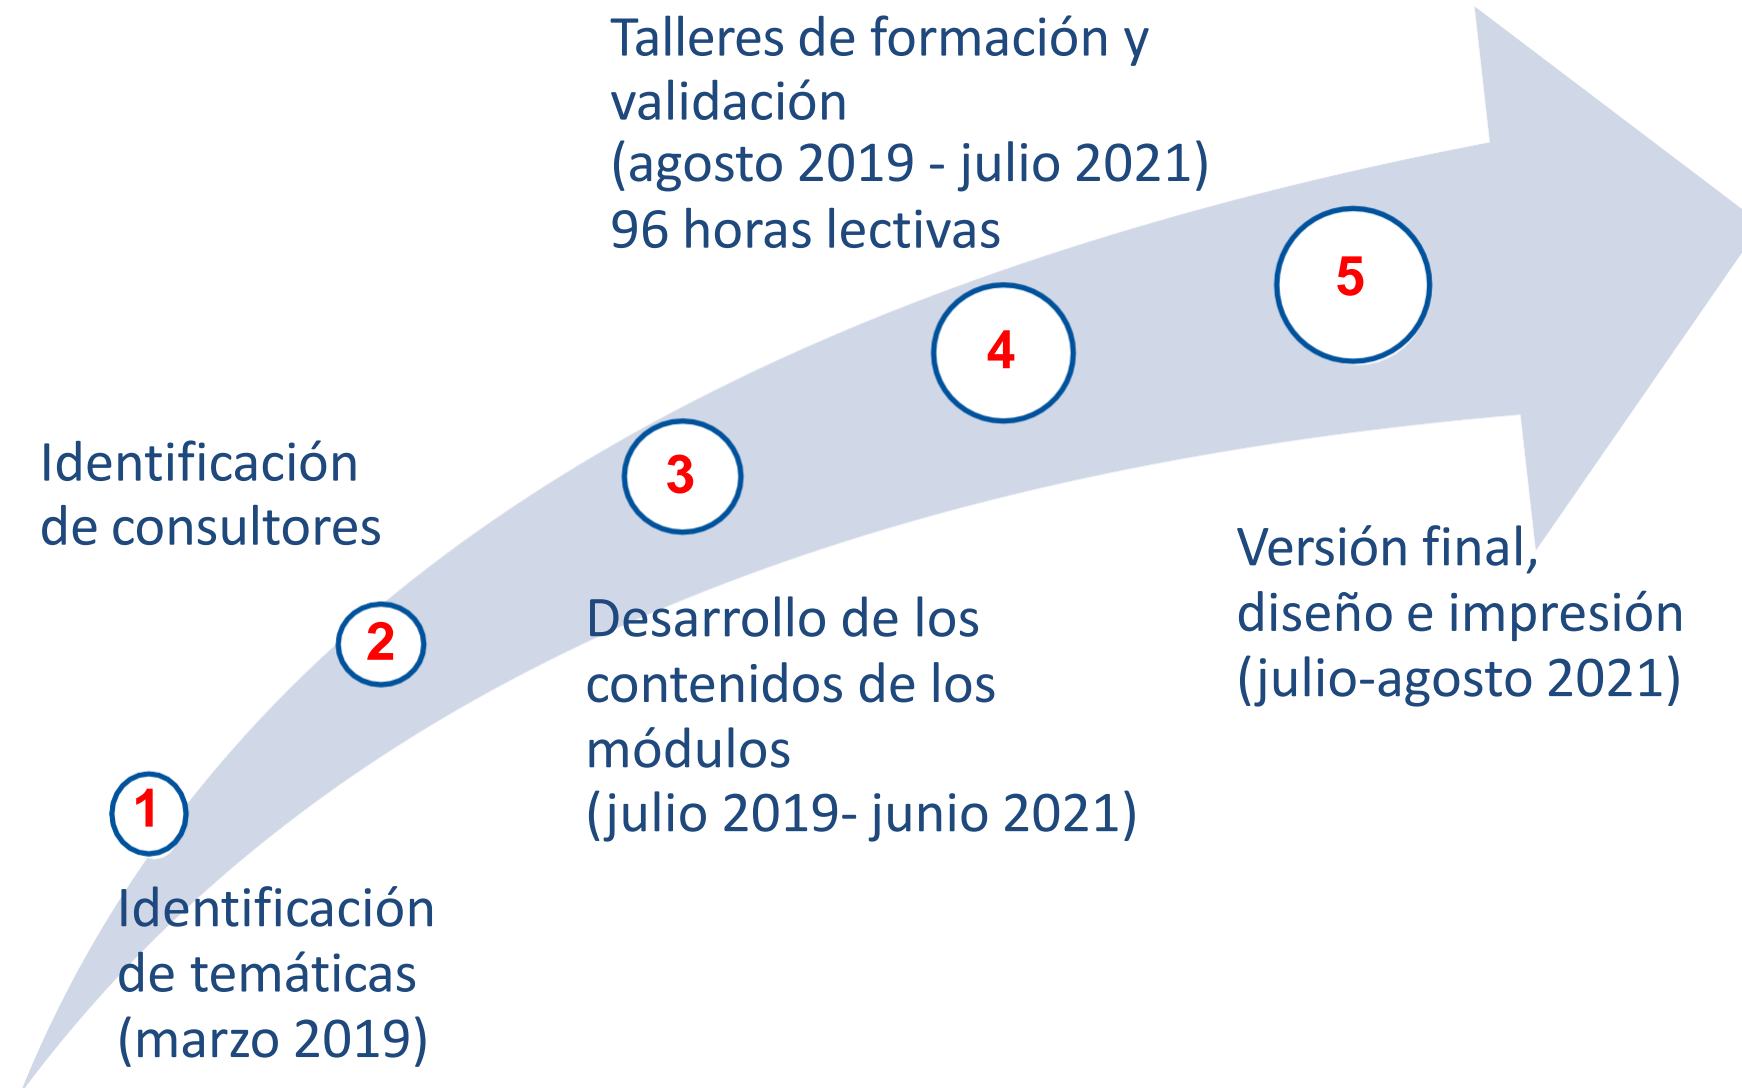 1
Identificación
de temáticas
(marzo 2019)
2
Identificación
de consultores
3
Desarrollo de los
contenidos de los
módulos
(julio 2019- junio 2021)
4
Talleres de formación y
validación
(agosto 2019 - julio 2021)
96 horas lectivas
5
Versión final,
diseño e impresión
(julio-agosto 2021)